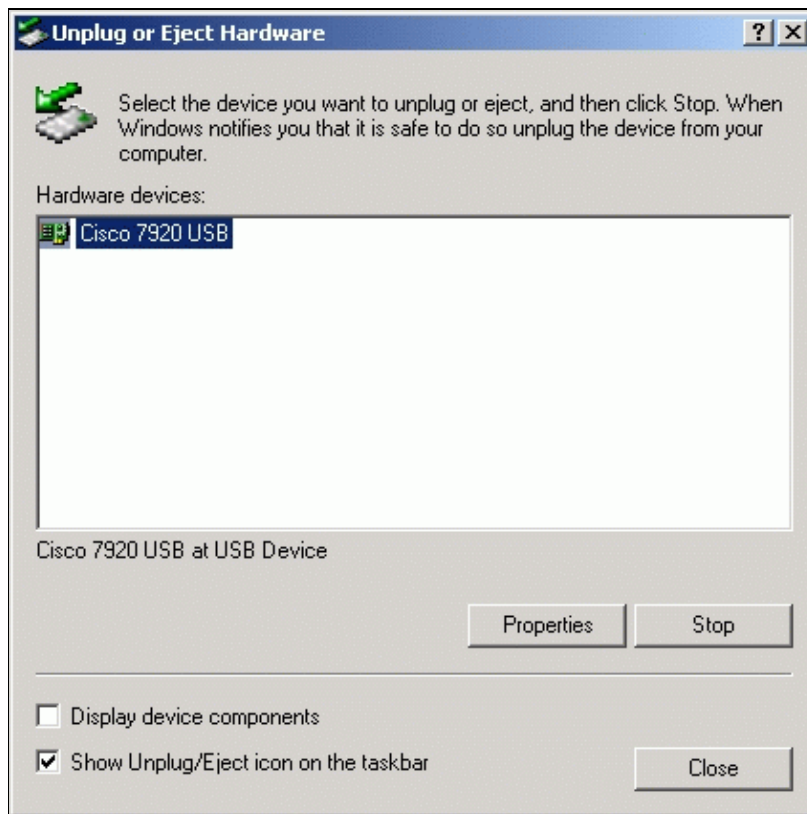 Unplug or Eject Hardware
Select the device you want to unplug or eject, and then click Stop. When
Windows notifies you that it is safe to do so unplug the device from your
computer.
Hardware devices:
Cisco 7920 USB
Cisco 7920 USB at USB Device
Properties
Stop
Display device components
Show Unplug/Eject icon on the taskbar
Close